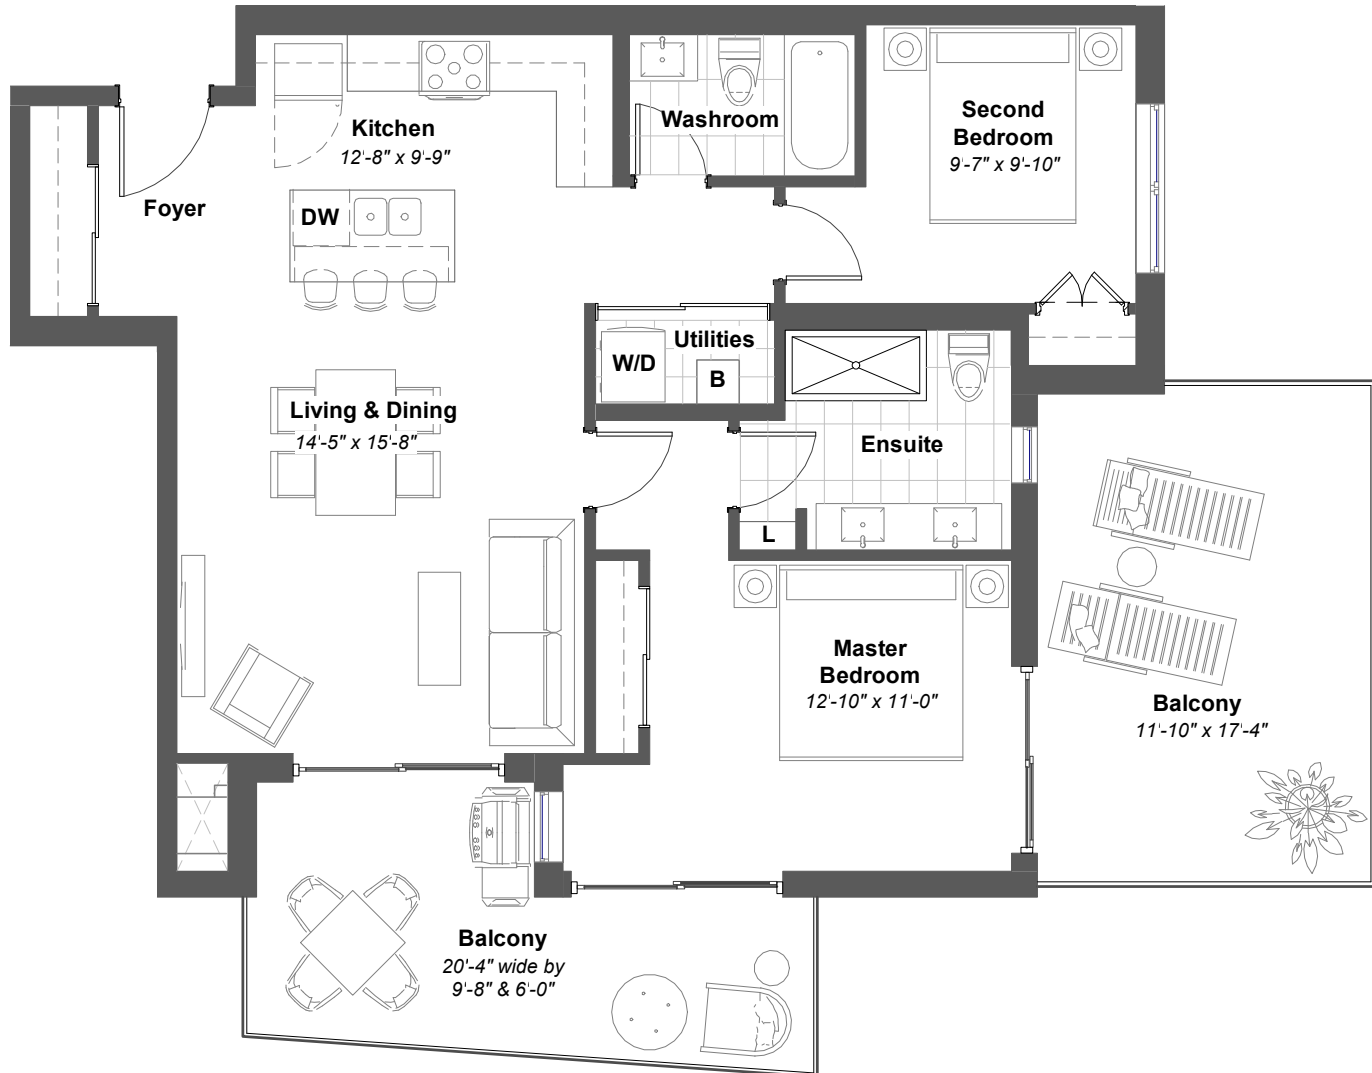 Kitchen
12'-8" x 9'-9"
Washroom
Second
Bedroom
9'-7" x 9'-10"
Foyer
DW
Utilities
W/D
B
Living & Dining
14'-5" x 15'-8"
Ensuite
L
Master
Bedroom
12'-10" x 11'-0"
Balcony
11'-10" x 17'-4"
Balcony
20'-4" wide by
9'-8" & 6'-0"